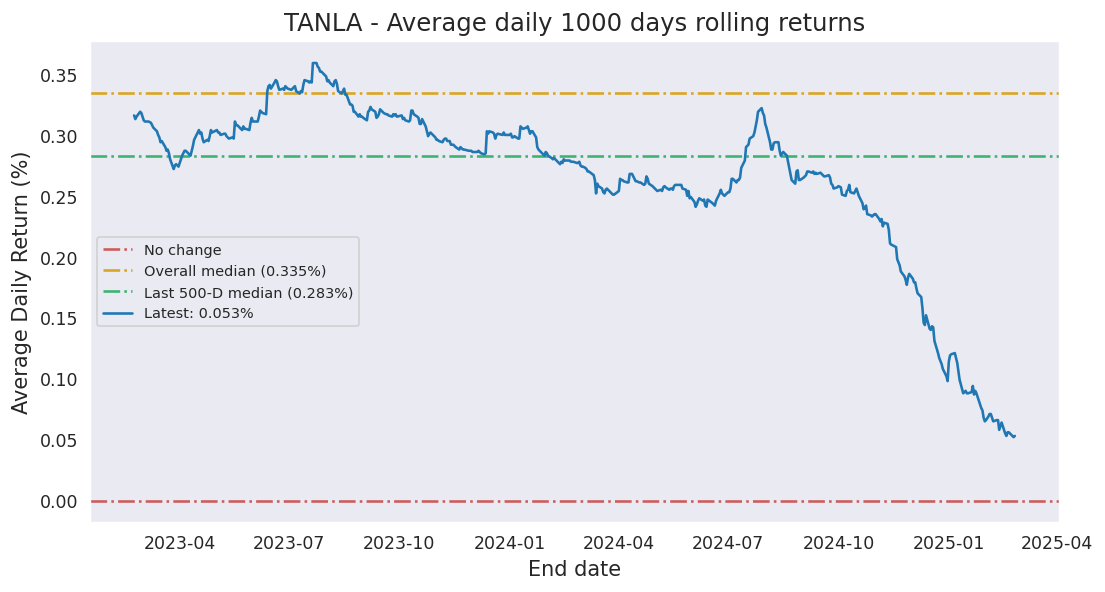 TANLA - Average daily 1000 days rolling returns
Average Daily Return (%)
0.35
0.30
0.25
0.20
0.15
0.10
0.05
0.00
No change
Overall median (0.335%)
Last 500-D median (0.283%)
Latest: 0.053%
2023-04 2023-07 2023-10 2024-01 2024-04 2024-07 2024-10 2025-01 2025-04
End date